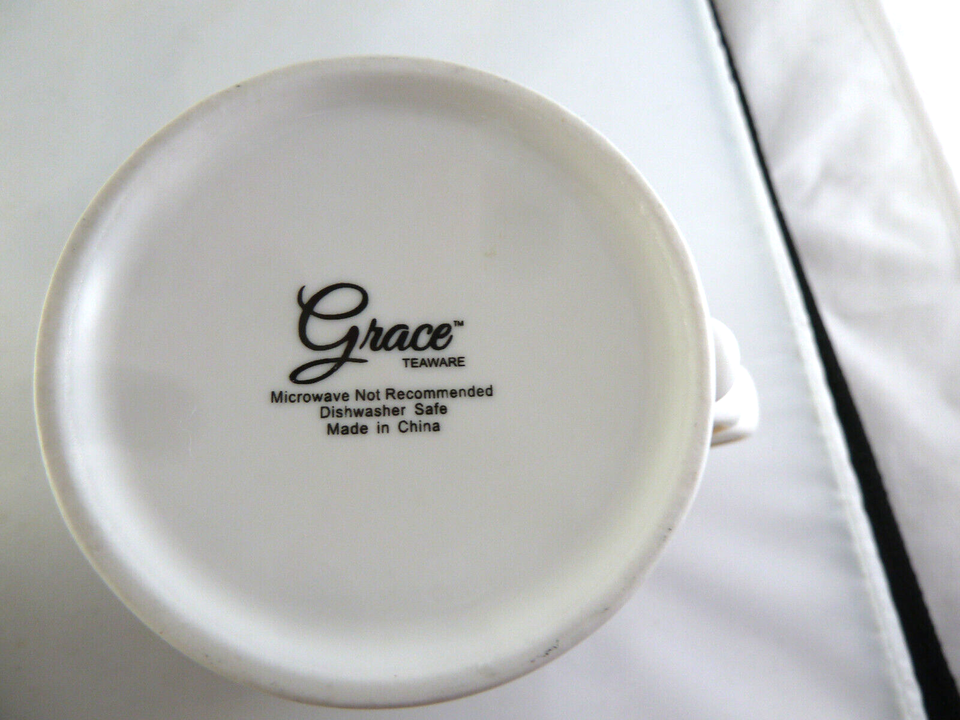 Grace™
TEAWARE
Microwave Not Recommended
Dishwasher Safe
Made in China